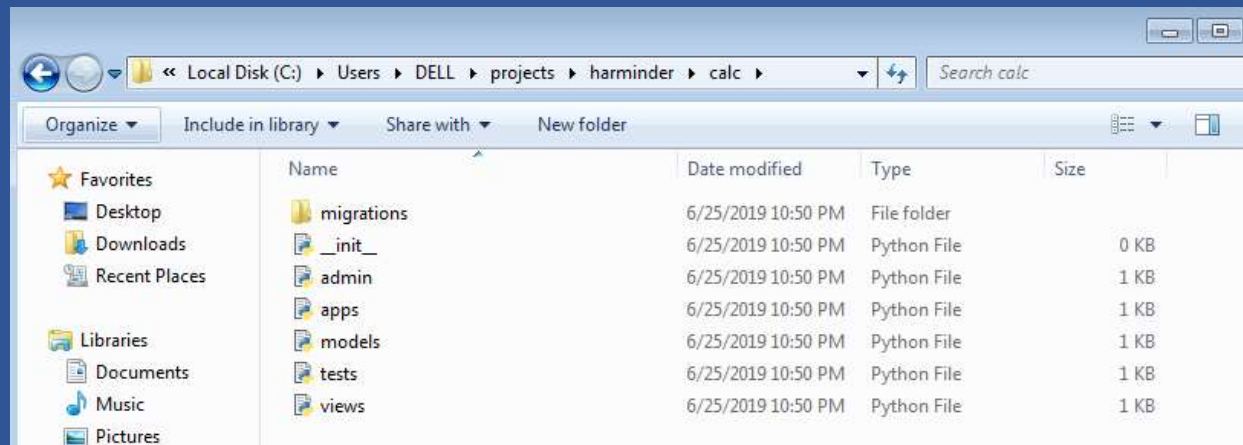 « Local Disk (C:) ▸ Users ▸ DELL ▸ projects ▸ harminder ▸ calc ▸ Search calc
Organize Include in library Share with New folder
Favorites
Desktop
Downloads
Recent Places
Libraries
Documents
Music
Pictures
Name Date modified Type Size
migrations 6/25/2019 10:50 PM File folder
__init__ 6/25/2019 10:50 PM Python File 0 KB
admin 6/25/2019 10:50 PM Python File 1 KB
apps 6/25/2019 10:50 PM Python File 1 KB
models 6/25/2019 10:50 PM Python File 1 KB
tests 6/25/2019 10:50 PM Python File 1 KB
views 6/25/2019 10:50 PM Python File 1 KB